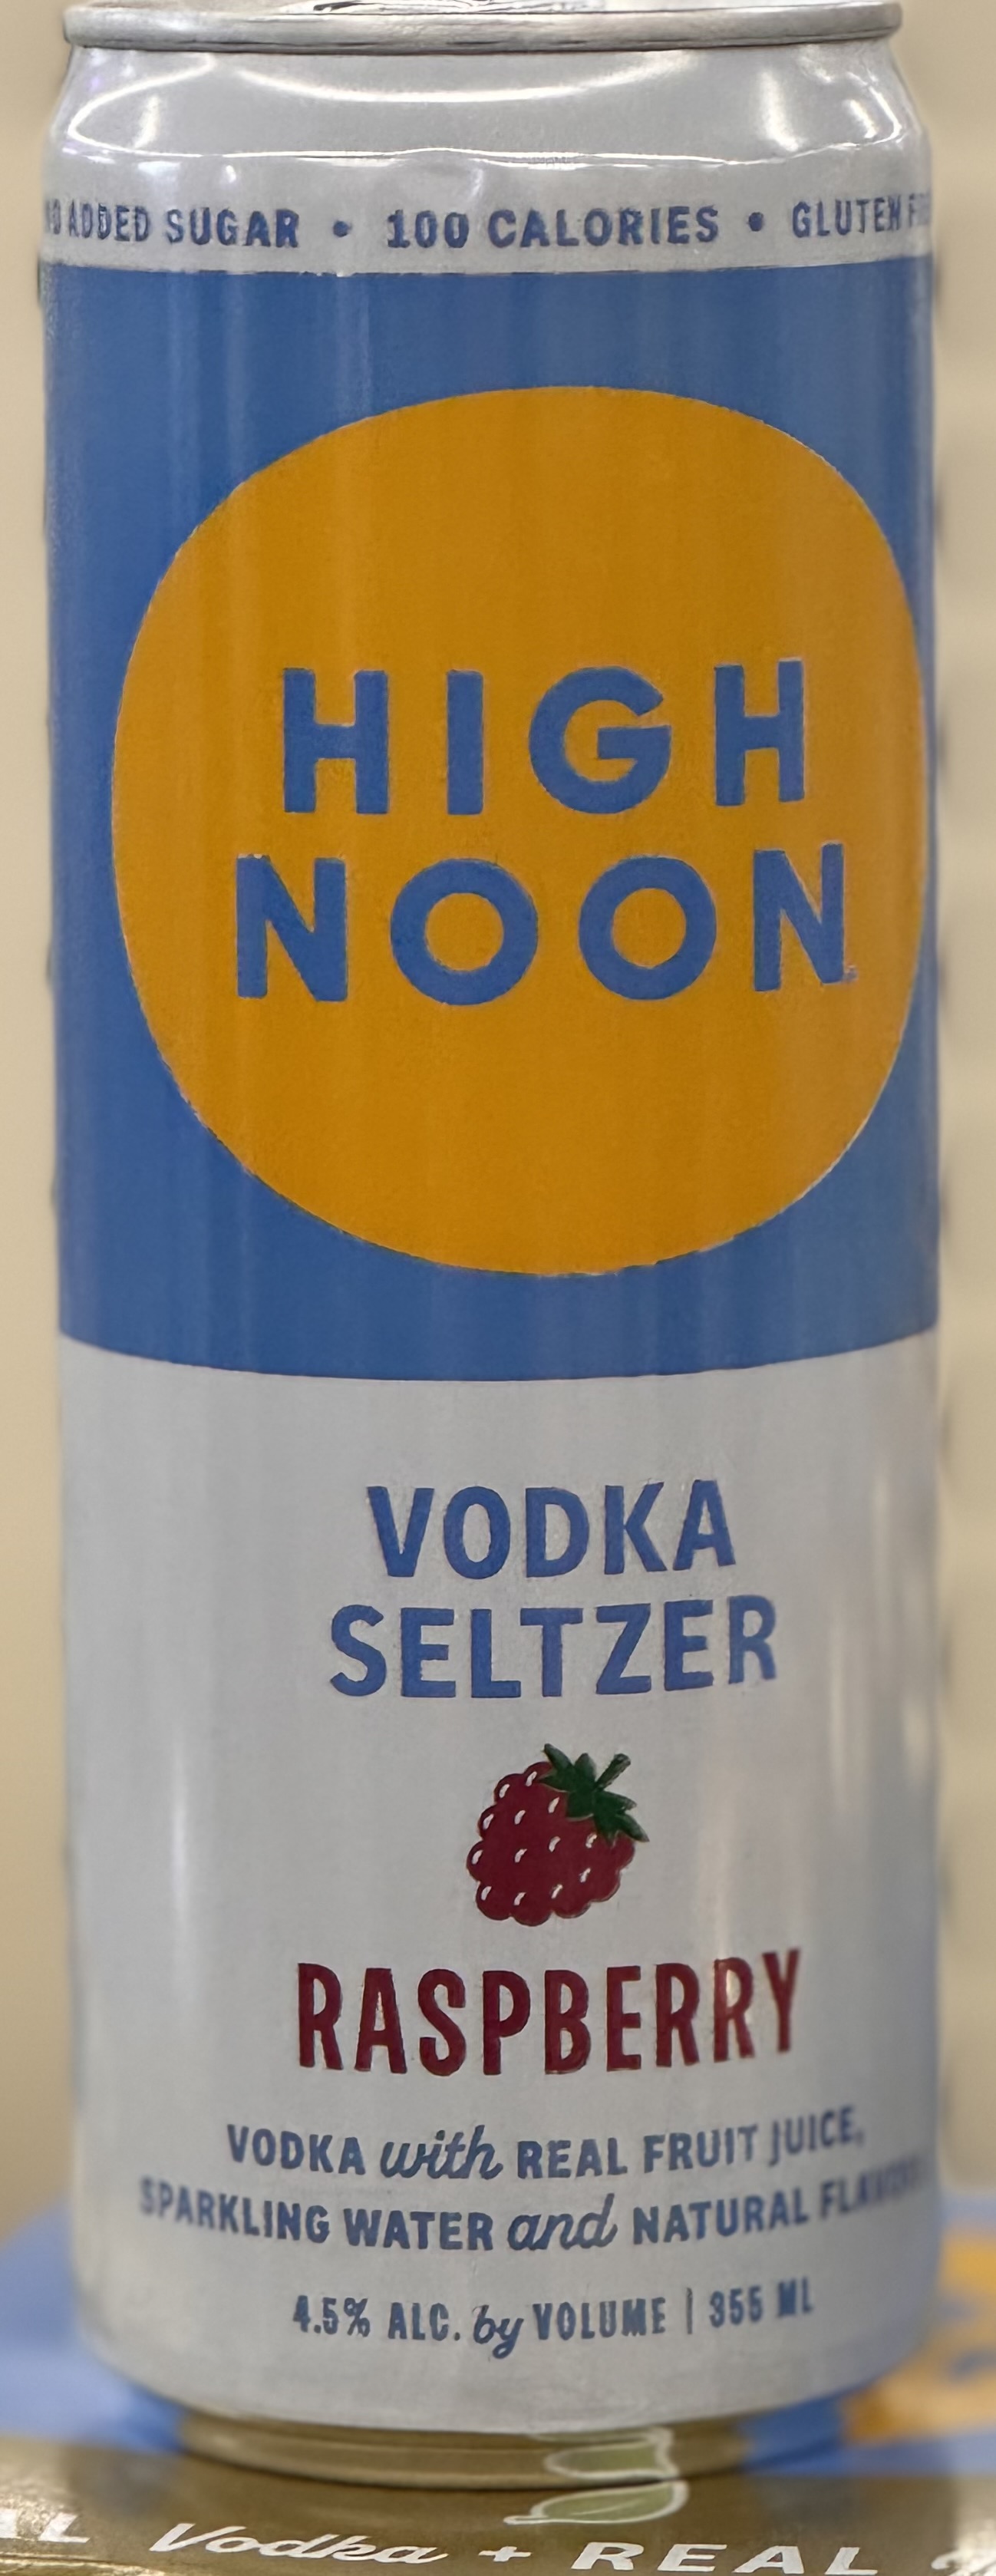 ADDED SUGAR • 100 CALORIES • GLUTEN
HIGH
NOON
VODKA
SELTZER
RASPBERRY
VODKA with REAL FRUIT JUICE,
SPARKLING WATER and NATURAL
4.5% ALC. by VOLUME | 355 ML
Vodka + REAL